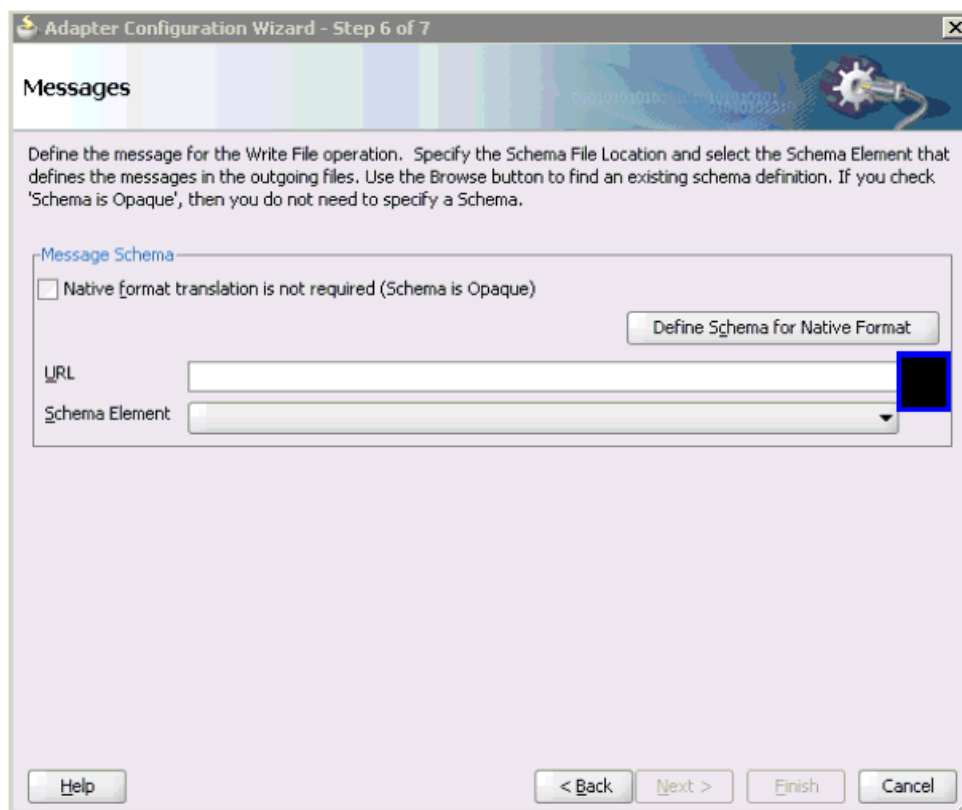 Adapter Configuration Wizard - Step 6 of 7
Messages
Define the message for the Write File operation.  Specify the Schema File Location and select the Schema Element that
defines the messages in the outgoing files. Use the Browse button to find an existing schema definition. If you check
'Schema is Opaque', then you do not need to specify a Schema.
Message Schema
Native format translation is not required (Schema is Opaque)
Define Schema for Native Format
URL
Schema Element
Help
< Back
Next >
Finish
Cancel